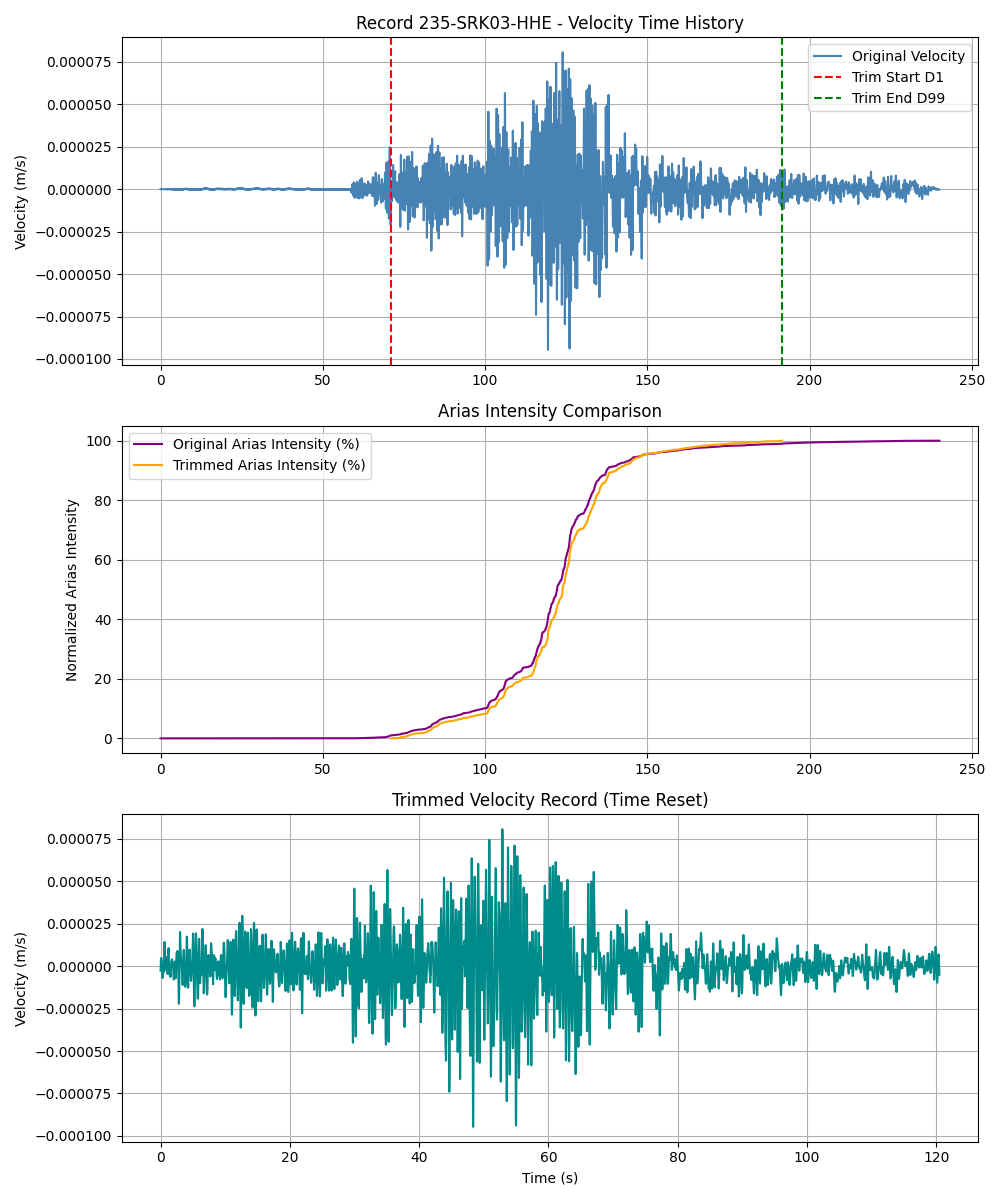 Record 235-SRK03-HHE - Velocity Time History
Velocity (m/s)
0.000075
0.000050
0.000025
0.000000
−0.000025
−0.000050
−0.000075
−0.000100
Original Velocity
Trim Start D1
Trim End D99
0 50 100 150 200 250
Arias Intensity Comparison
Normalized Arias Intensity
100
80
60
40
20
0
Original Arias Intensity (%)
Trimmed Arias Intensity (%)
0 50 100 150 200 250
Trimmed Velocity Record (Time Reset)
Velocity (m/s)
0.000075
0.000050
0.000025
0.000000
−0.000025
−0.000050
−0.000075
−0.000100
0 20 40 60 80 100 120
Time (s)